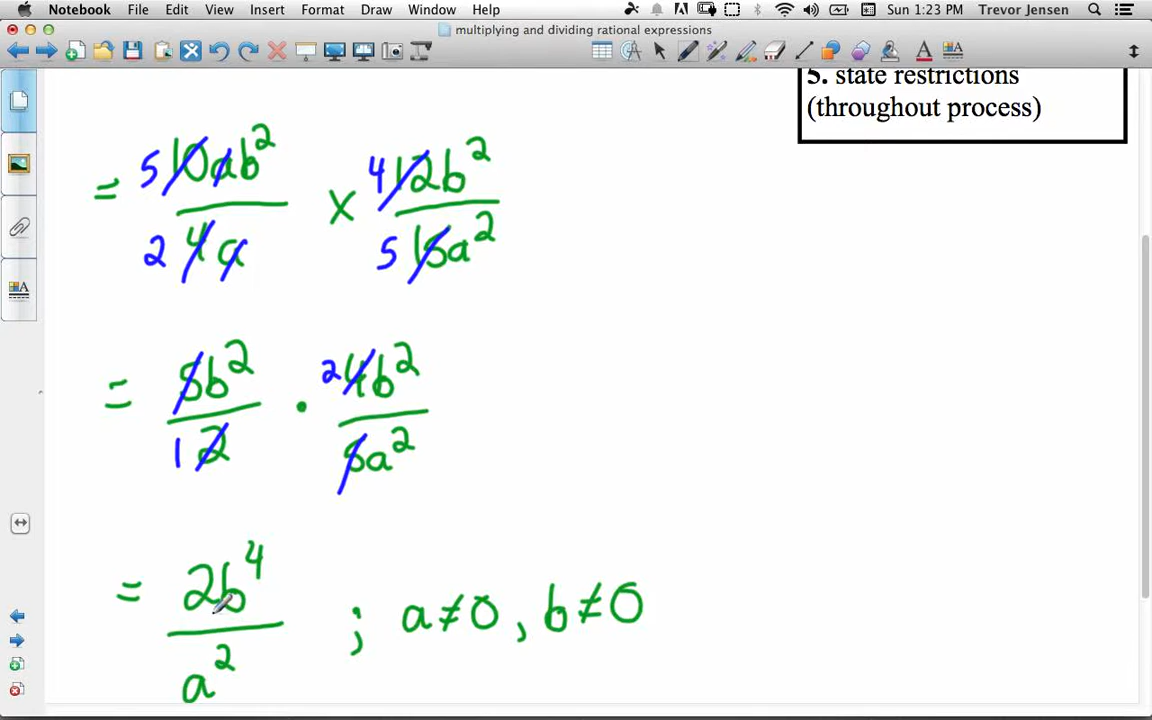 Notebook File Edit View Insert Format Draw Window Help Sun 1:23 PM Trevor Jensen
multiplying and dividing rational expressions
5. state restrictions
(throughout process)
= 5 10ab² / 2 4a × 4 12b² / 5 15a²
= 5b² / 1 2 · 2 4b² / 5a²
= 2b⁴ / a² ; a≠0, b≠0